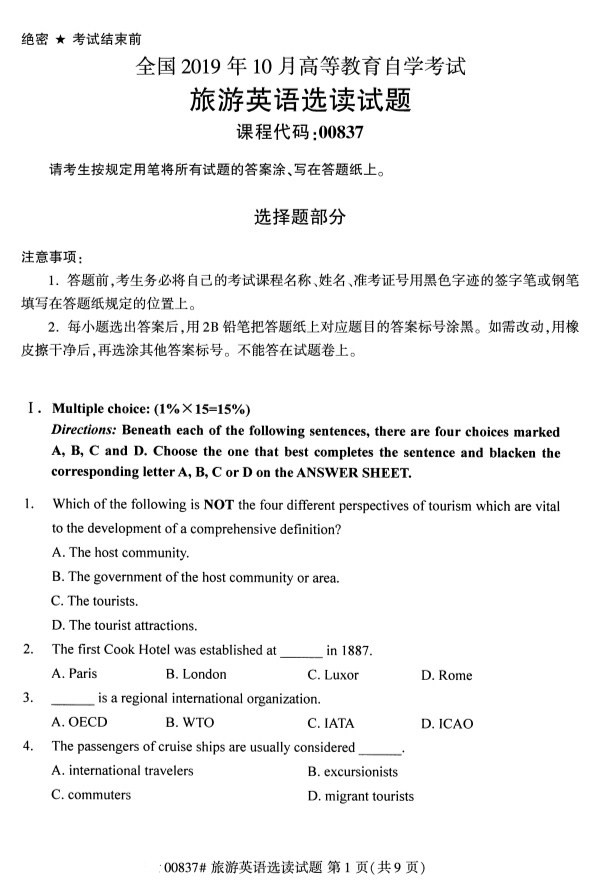 绝密 ★ 考试结束前
全国 2019 年 10 月高等教育自学考试
旅游英语选读试题
课程代码:00837
请考生按规定用笔将所有试题的答案涂、写在答题纸上。
选择题部分
注意事项:
1. 答题前,考生务必将自己的考试课程名称、姓名、准考证号用黑色字迹的签字笔或钢笔
填写在答题纸规定的位置上。
2. 每小题选出答案后,用 2B 铅笔把答题纸上对应题目的答案标号涂黑。如需改动,用橡
皮擦干净后,再选涂其他答案标号。不能答在试题卷上。
Ⅰ. Multiple choice: (1%×15=15%)
Directions: Beneath each of the following sentences, there are four choices marked
A, B, C and D. Choose the one that best completes the sentence and blacken the
corresponding letter A, B, C or D on the ANSWER SHEET.
1. Which of the following is NOT the four different perspectives of tourism which are vital
to the development of a comprehensive definition?
A. The host community.
B. The government of the host community or area.
C. The tourists.
D. The tourist attractions.
2. The first Cook Hotel was established at ______ in 1887.
A. Paris B. London C. Luxor D. Rome
3. ______ is a regional international organization.
A. OECD B. WTO C. IATA D. ICAO
4. The passengers of cruise ships are usually considered ______.
A. international travelers B. excursionists
C. commuters D. migrant tourists
00837# 旅游英语选读试题 第 1 页(共 9 页)